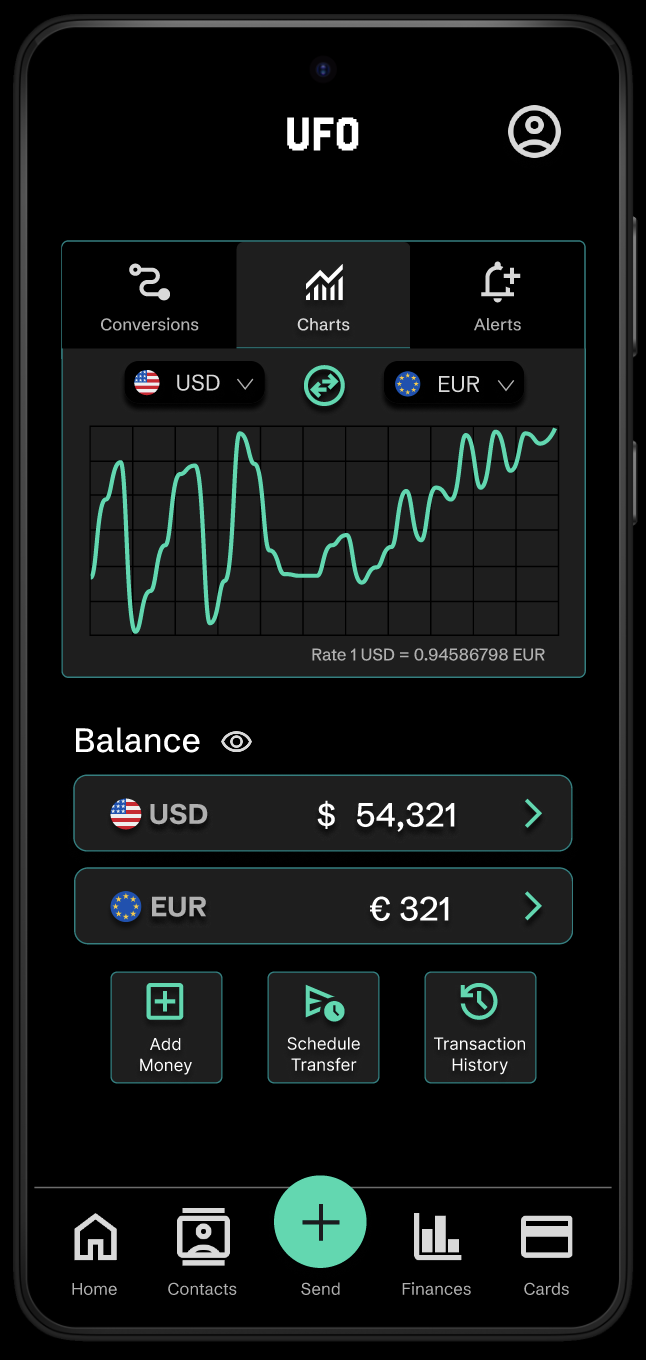 UFO
Conversions
Charts
Alerts
USD
EUR
Rate 1 USD = 0.94586798 EUR
Balance
USD
$ 54,321
EUR
€ 321
Add
Money
Schedule
Transfer
Transaction
History
Home
Contacts
Send
Finances
Cards